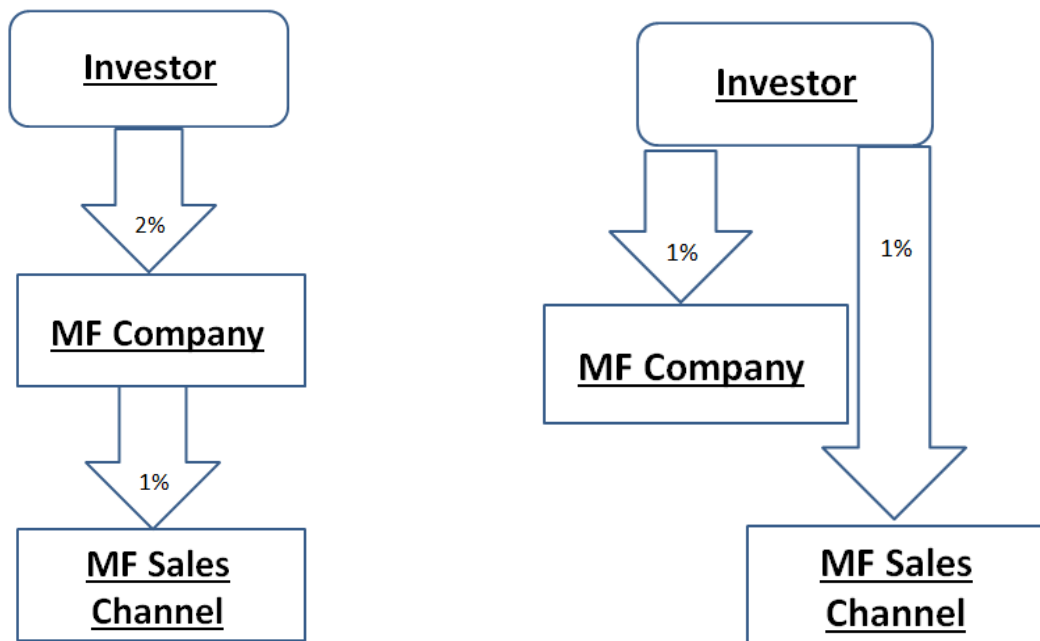 Investor
2%
MF Company
1%
MF Sales
Channel
Investor
1%
1%
MF Company
MF Sales
Channel